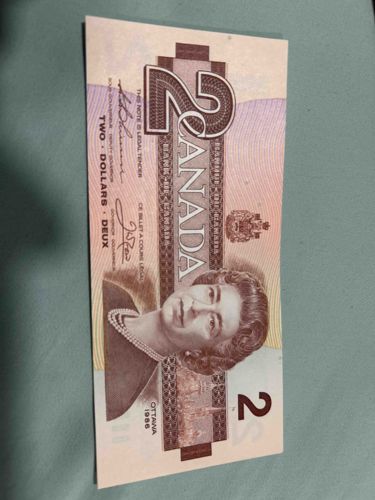 2
CANADA
BANQUE DU CANADA
BANK OF CANADA
THIS NOTE IS LEGAL TENDER
CE BILLET A COURS LÉGAL
TWO · DOLLARS · DEUX
OTTAWA
1986
2